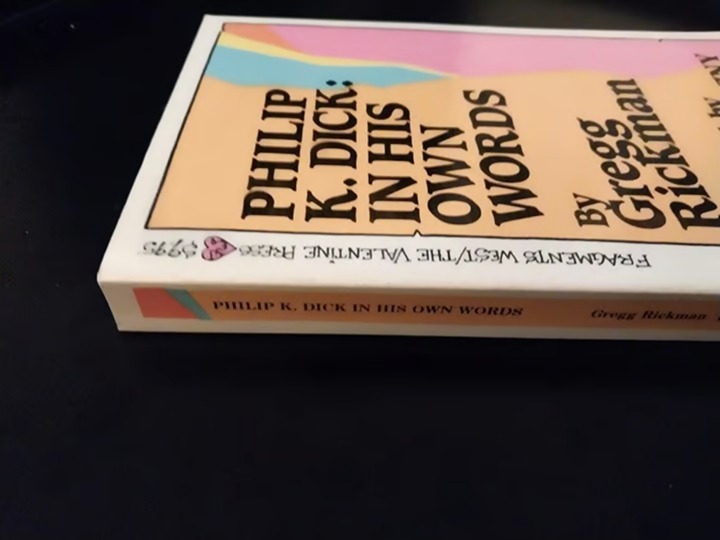 PHILIP
K. DICK:
IN HIS
OWN
WORDS
By
Gregg
Rickman
FRAGMENTS WEST/THE VALENTINE PRESS
$9.95
PHILIP K. DICK IN HIS OWN WORDS
Gregg Rickman